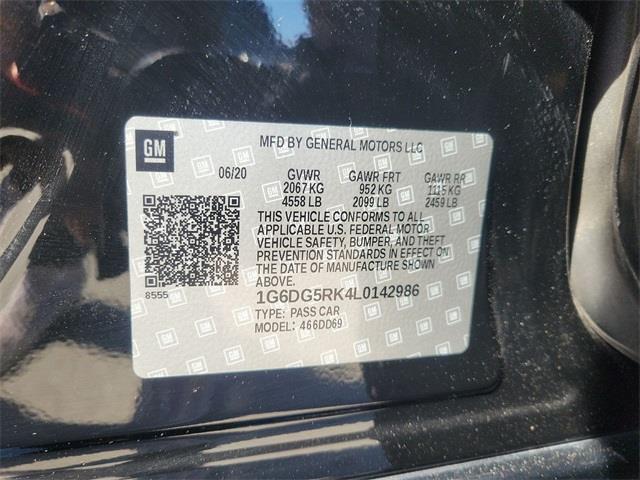 GM
MFD BY GENERAL MOTORS LLC
06/20 GVWR GAWR FRT GAWR RR
2067 KG 952 KG 1115 KG
4558 LB 2099 LB 2459 LB
THIS VEHICLE CONFORMS TO ALL
APPLICABLE U.S. FEDERAL MOTOR
VEHICLE SAFETY, BUMPER, AND THEFT
PREVENTION STANDARDS IN EFFECT ON
THE DATE OF MANUFACTURE SHOWN
ABOVE.
8555
1G6DG5RK4L0142986
TYPE: PASS CAR
MODEL: 466DD69